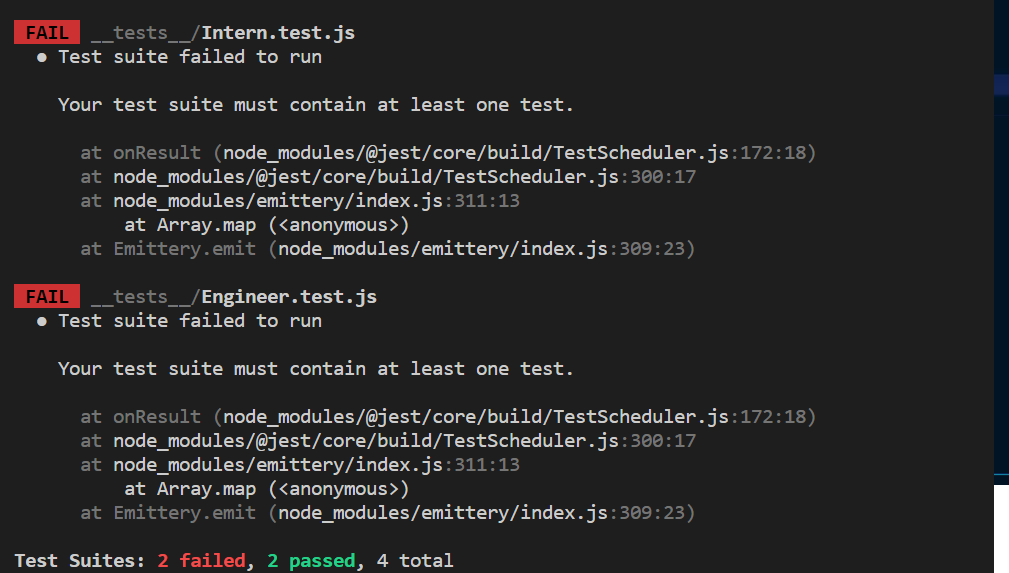 FAIL __tests__/Intern.test.js
● Test suite failed to run
Your test suite must contain at least one test.
at onResult (node_modules/@jest/core/build/TestScheduler.js:172:18)
at node_modules/@jest/core/build/TestScheduler.js:300:17
at node_modules/emittery/index.js:311:13
at Array.map (<anonymous>)
at Emittery.emit (node_modules/emittery/index.js:309:23)
FAIL __tests__/Engineer.test.js
● Test suite failed to run
Your test suite must contain at least one test.
at onResult (node_modules/@jest/core/build/TestScheduler.js:172:18)
at node_modules/@jest/core/build/TestScheduler.js:300:17
at node_modules/emittery/index.js:311:13
at Array.map (<anonymous>)
at Emittery.emit (node_modules/emittery/index.js:309:23)
Test Suites: 2 failed, 2 passed, 4 total